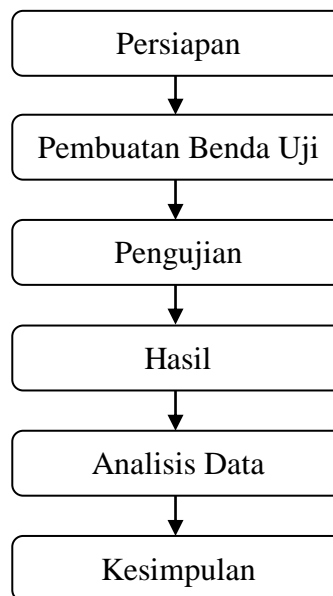 Persiapan
Pembuatan Benda Uji
Pengujian
Hasil
Analisis Data
Kesimpulan